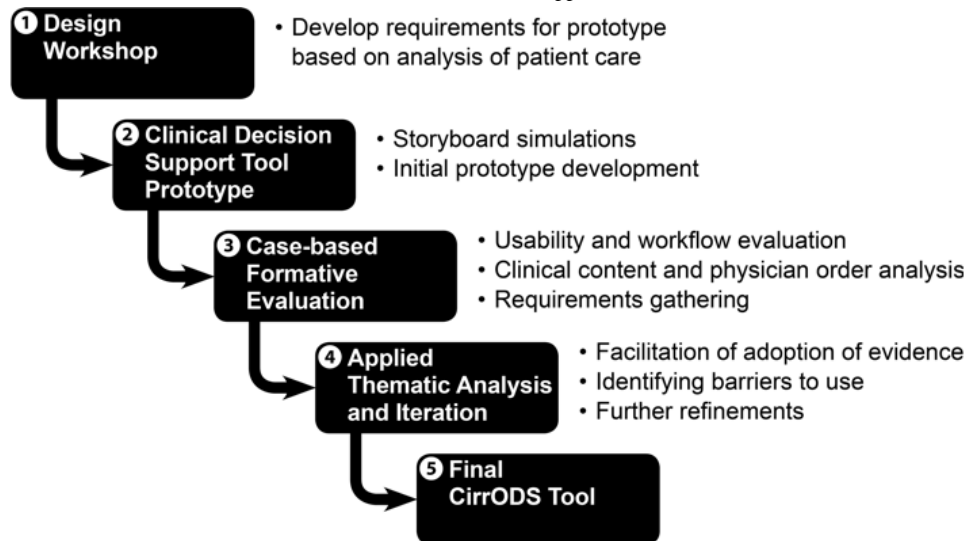 1 Design
Workshop
• Develop requirements for prototype
based on analysis of patient care
2 Clinical Decision
Support Tool
Prototype
• Storyboard simulations
• Initial prototype development
3 Case-based
Formative
Evaluation
• Usability and workflow evaluation
• Clinical content and physician order analysis
• Requirements gathering
4 Applied
Thematic Analysis
and Iteration
• Facilitation of adoption of evidence
• Identifying barriers to use
• Further refinements
5 Final
CirrODS Tool